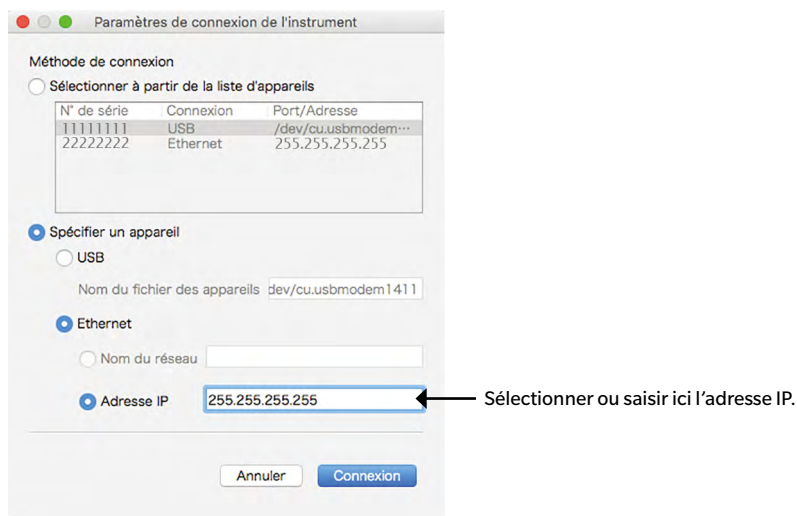 Paramètres de connexion de l'instrument
Méthode de connexion
Sélectionner à partir de la liste d'appareils
N° de série Connexion Port/Adresse
11111111 USB /dev/cu.usbmodem···
22222222 Ethernet 255.255.255.255
Spécifier un appareil
USB
Nom du fichier des appareils dev/cu.usbmodem1411
Ethernet
Nom du réseau
Adresse IP 255.255.255.255
Sélectionner ou saisir ici l’adresse IP.
Annuler Connexion